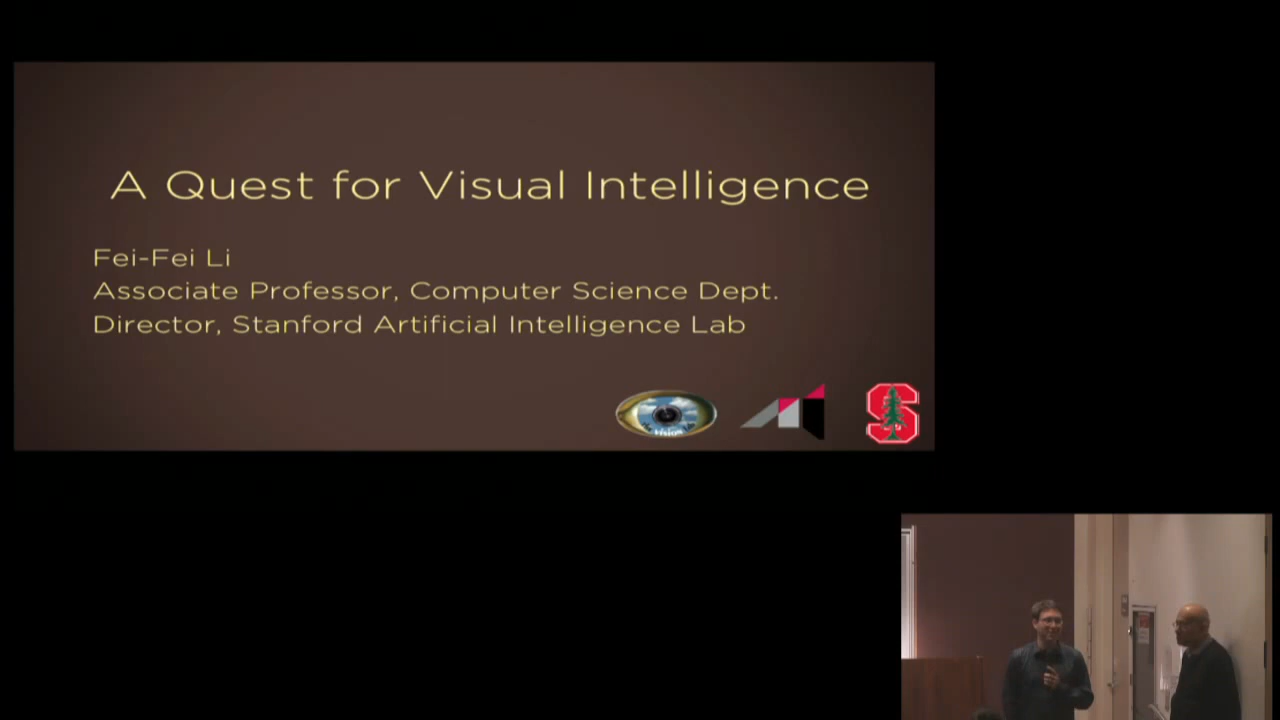 A Quest for Visual Intelligence
Fei-Fei Li
Associate Professor, Computer Science Dept.
Director, Stanford Artificial Intelligence Lab